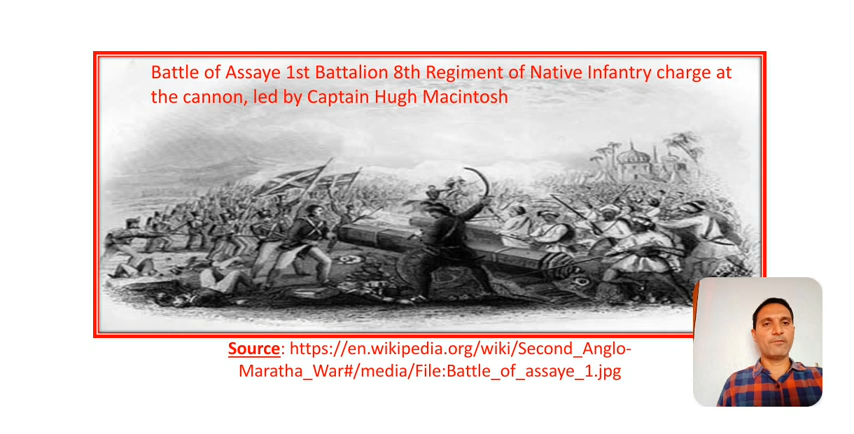 Battle of Assaye 1st Battalion 8th Regiment of Native Infantry charge at
the cannon, led by Captain Hugh Macintosh
Source: https://en.wikipedia.org/wiki/Second_Anglo-
Maratha_War#/media/File:Battle_of_assaye_1.jpg